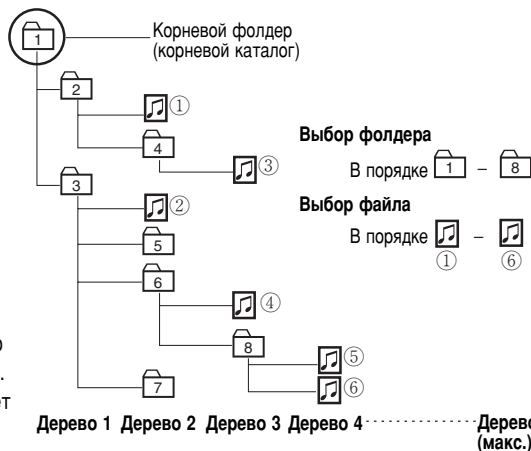 Корневой фолдер
(корневой каталог)
1
2
①
4
③
3
②
5
6
④
8
⑤
⑥
7
Выбор фолдера
В порядке 1 – 8
Выбор файла
В порядке –
① ⑥
.
Дерево 1 Дерево 2 Дерево 3 Дерево 4 - - - - - - - - - - Дерево
(макс.)